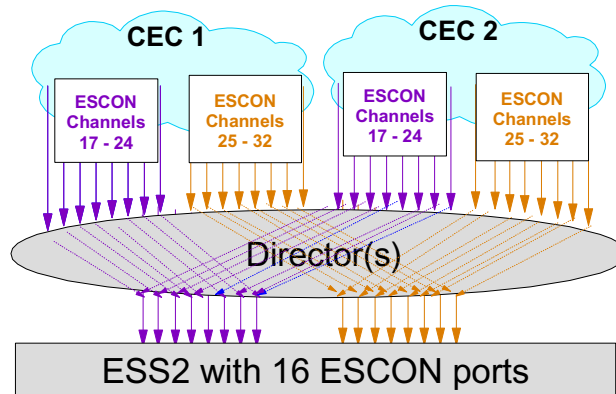 CEC 1
CEC 2
ESCON
Channels
17 - 24
ESCON
Channels
25 - 32
ESCON
Channels
17 - 24
ESCON
Channels
25 - 32
Director(s)
ESS2 with 16 ESCON ports